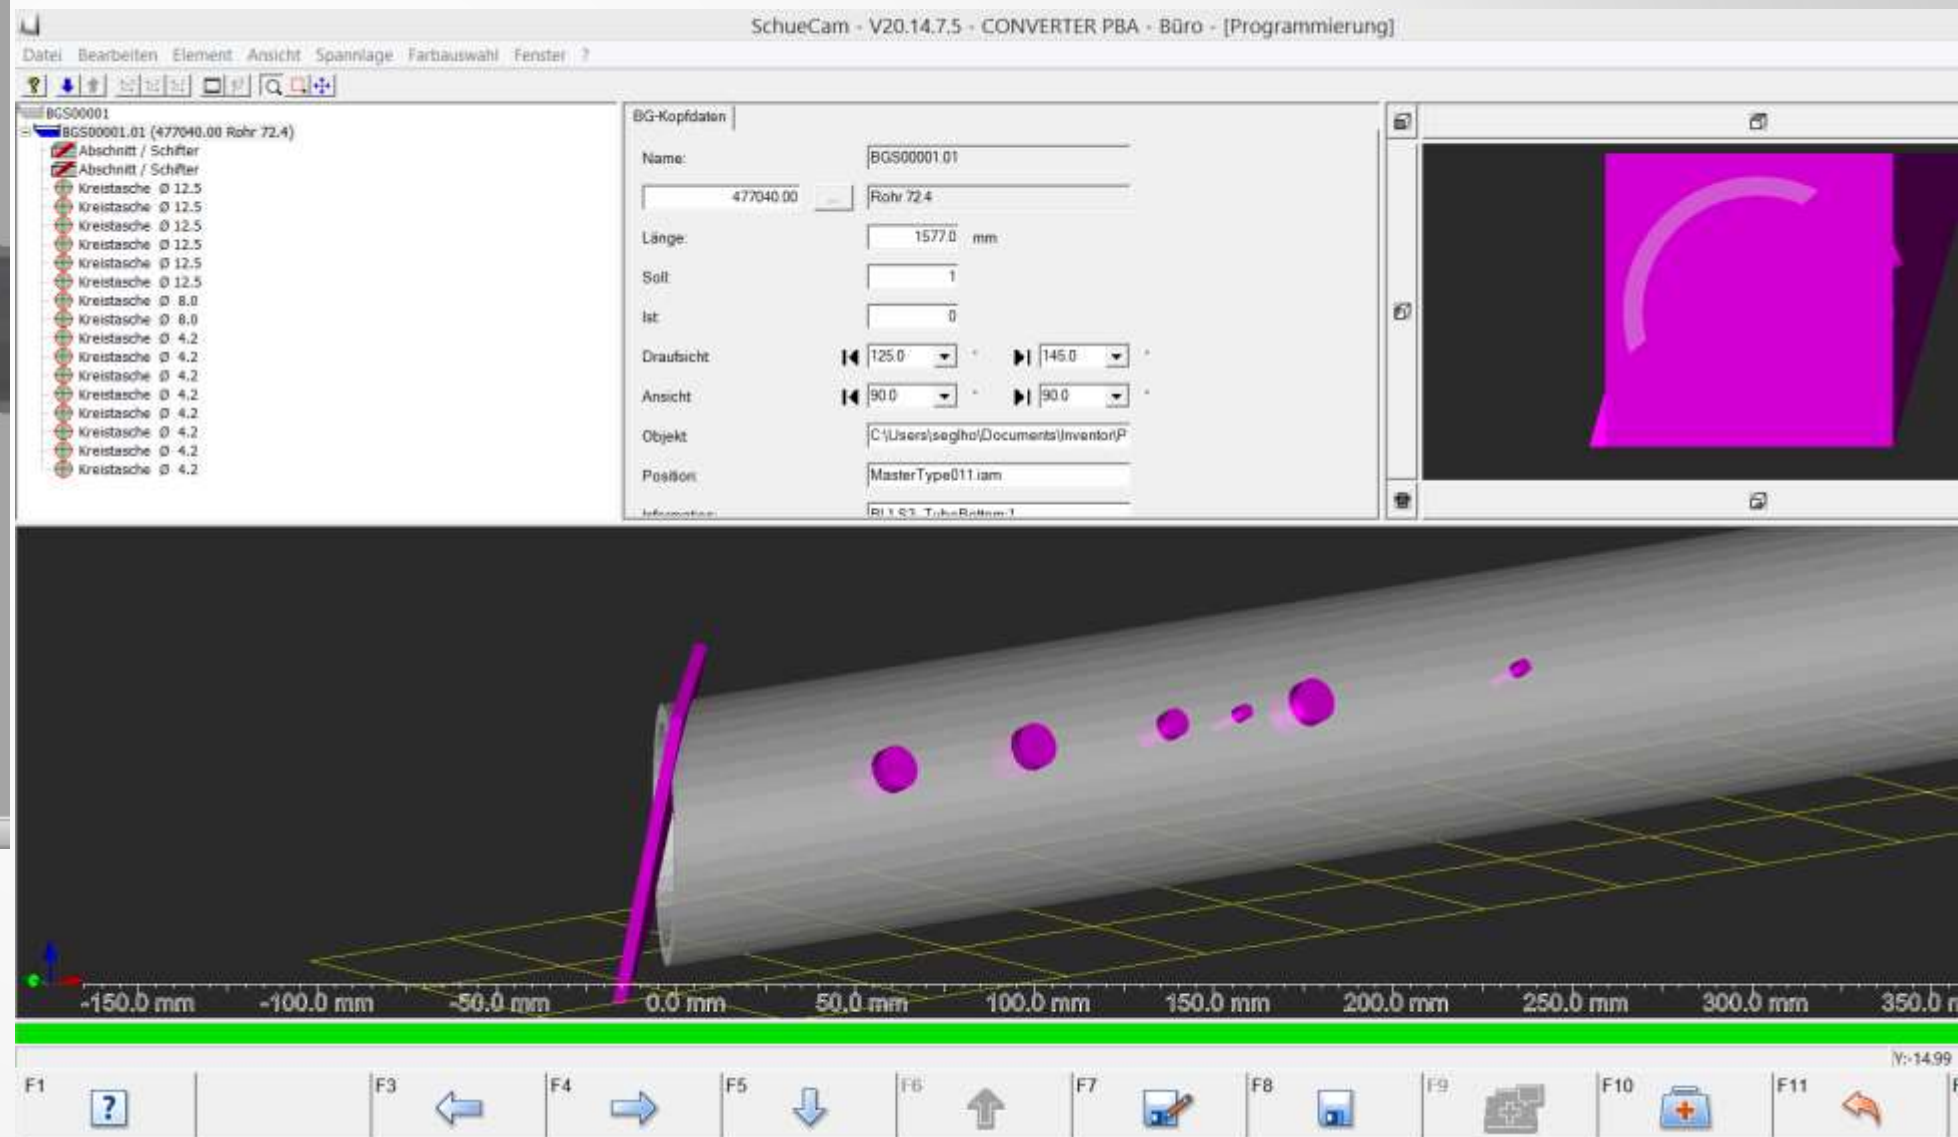 SchueCam - V20.14.7.5 - CONVERTER PBA - Büro - [Programmierung]
Datei Bearbeiten Element Ansicht Spannlage Farbauswahl Fenster ?
BGS00001
BGS00001.01 (477040.00 Rohr 72.4)
Abschnitt / Schifter
Abschnitt / Schifter
Kreistasche Ø 12.5
Kreistasche Ø 12.5
Kreistasche Ø 12.5
Kreistasche Ø 12.5
Kreistasche Ø 12.5
Kreistasche Ø 12.5
Kreistasche Ø 8.0
Kreistasche Ø 8.0
Kreistasche Ø 4.2
Kreistasche Ø 4.2
Kreistasche Ø 4.2
Kreistasche Ø 4.2
Kreistasche Ø 4.2
Kreistasche Ø 4.2
Kreistasche Ø 4.2
Kreistasche Ø 4.2
BG-Kopfdaten
Name: BGS00001.01
477040.00 ... Rohr 72.4
Länge: 1577.0 mm
Soll: 1
Ist: 0
Draufsicht 125.0 ° 145.0 °
Ansicht 90.0 ° 90.0 °
Objekt C:\Users\seglho\Documents\Inventor\P
Position: MasterType011.iam
Information:
-150.0 mm -100.0 mm -50.0 mm 0.0 mm 50.0 mm 100.0 mm 150.0 mm 200.0 mm 250.0 mm 300.0 mm 350.0
Y:-14.99
F1 F3 F4 F5 F6 F7 F8 F9 F10 F11